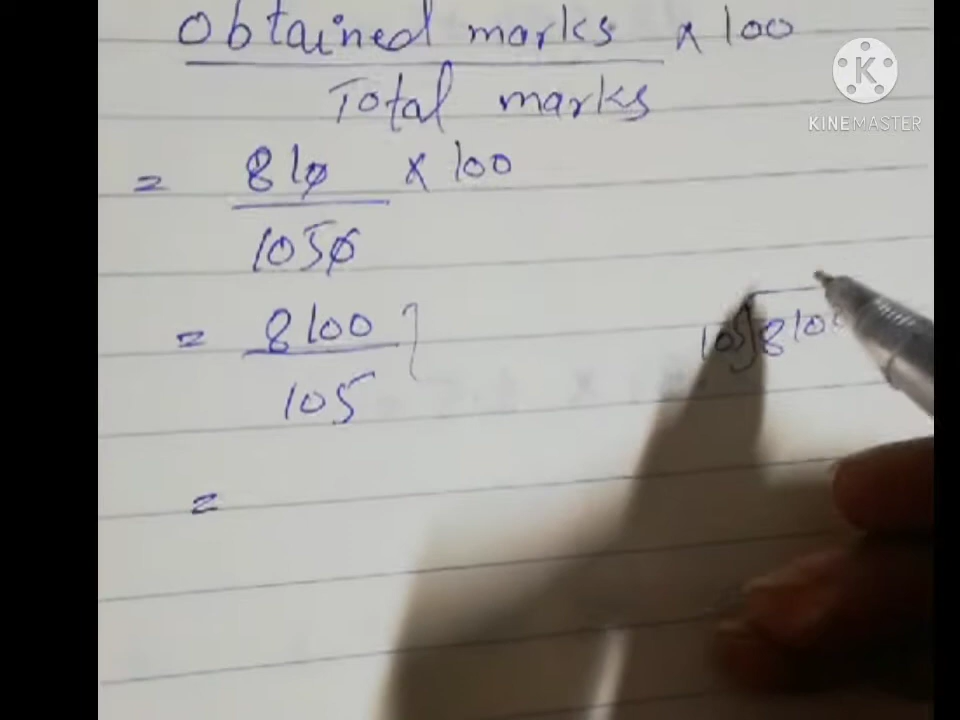 Obtained marks × 100
Total marks
= 810 × 100
1050
= 8100
105
105 8100
=
KINEMASTER